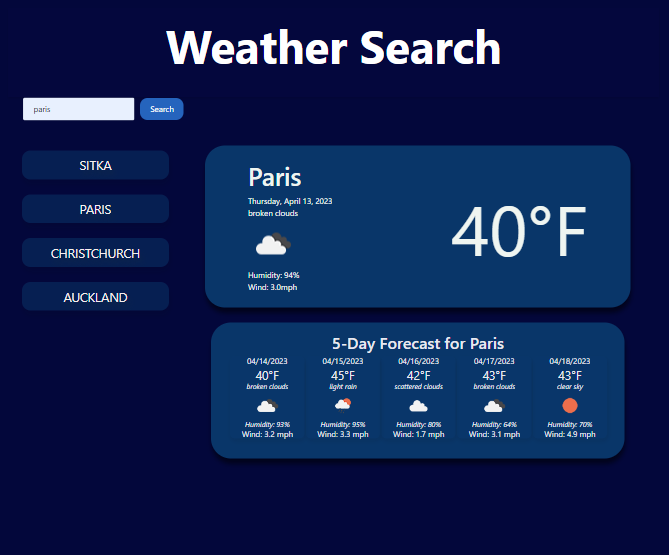 Weather Search
paris
Search
SITKA
PARIS
CHRISTCHURCH
AUCKLAND
Paris
Thursday, April 13, 2023
broken clouds
40°F
Humidity: 94%
Wind: 3.0mph
5-Day Forecast for Paris
04/14/2023
40°F
broken clouds
Humidity: 93%
Wind: 3.2 mph
04/15/2023
45°F
light rain
Humidity: 95%
Wind: 3.3 mph
04/16/2023
42°F
scattered clouds
Humidity: 80%
Wind: 1.7 mph
04/17/2023
43°F
broken clouds
Humidity: 64%
Wind: 3.1 mph
04/18/2023
43°F
clear sky
Humidity: 70%
Wind: 4.9 mph